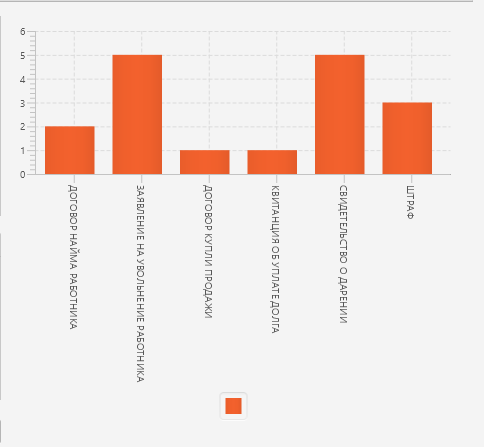 6
5
4
3
2
1
0
ДОГОВОР НАЙМА РАБОТНИКА
ЗАЯВЛЕНИЕ НА УВОЛЬНЕНИЕ РАБОТНИКА
ДОГОВОР КУПЛИ ПРОДАЖИ
КВИТАНЦИЯ ОБ УПЛАТЕ ДОЛГА
СВИДЕТЕЛЬСТВО О ДАРЕНИИ
ШТРАФ